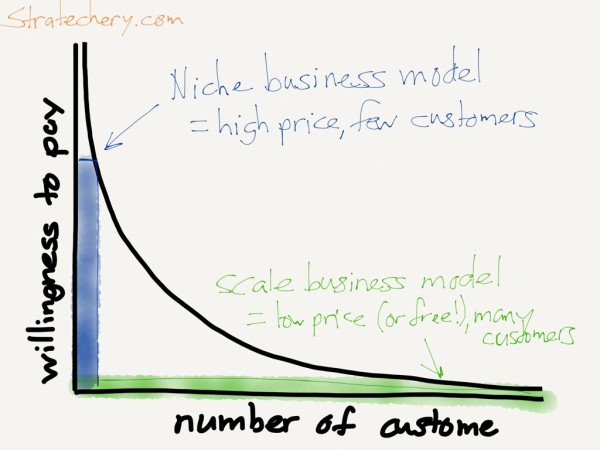 Stratechery.com
Niche business model
= high price, few customers
willingness to pay
scale business model
= low price (or free!), many
customers
number of custome